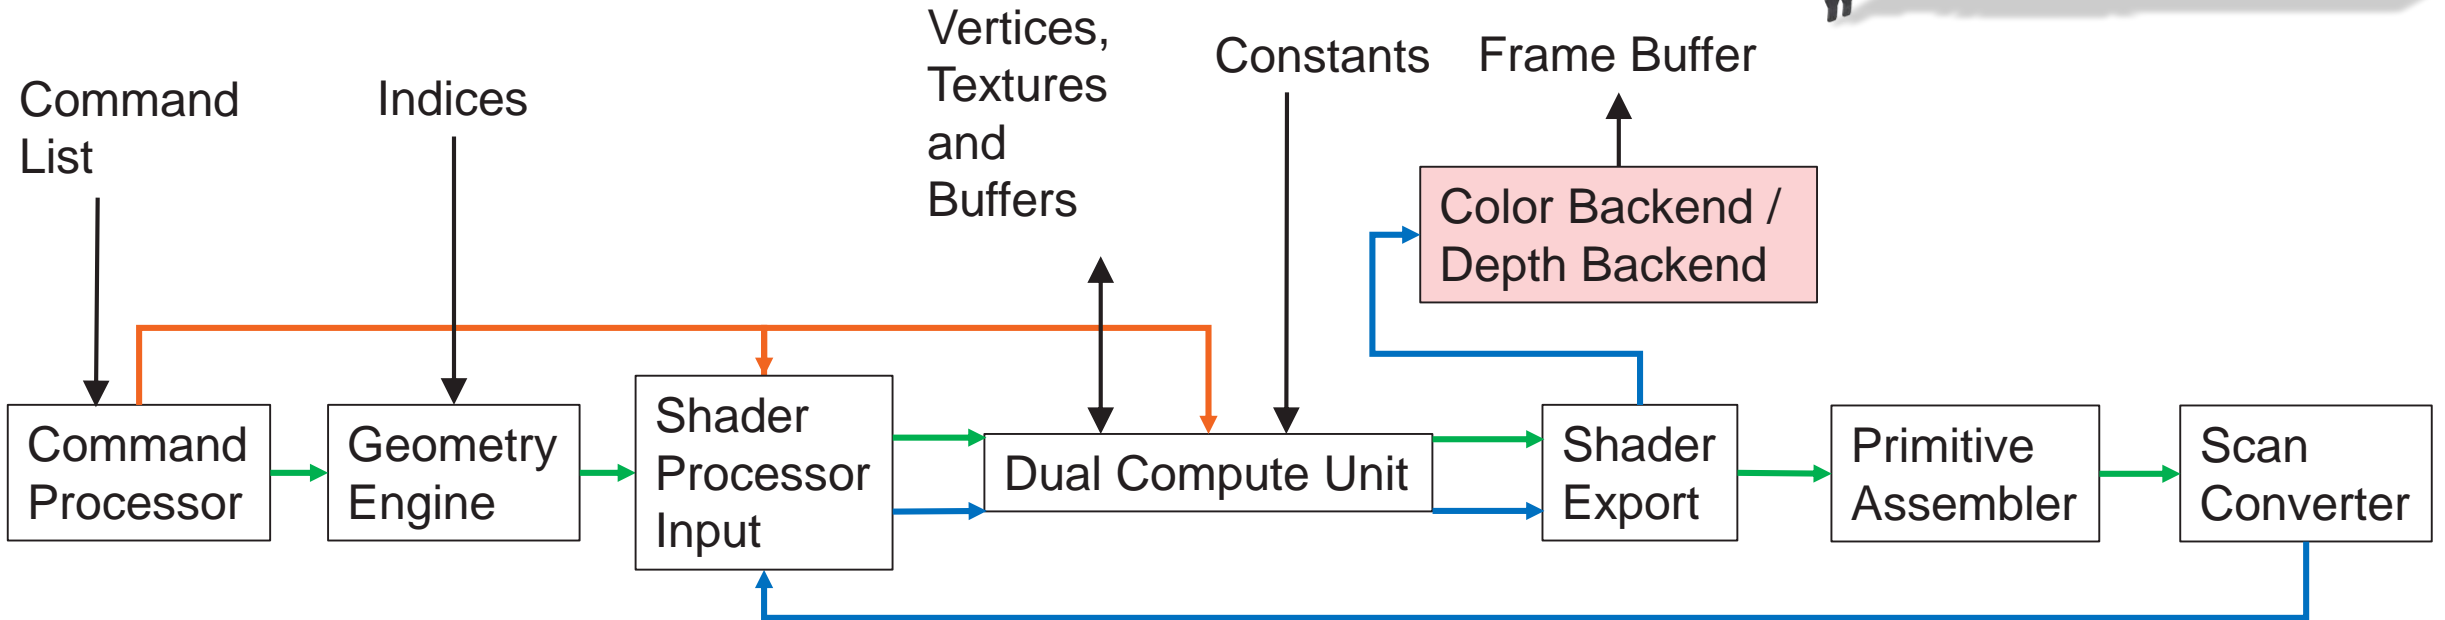 Command
List
Indices
Vertices,
Textures
and
Buffers
Constants
Frame Buffer
Color Backend /
Depth Backend
Command
Processor
Geometry
Engine
Shader
Processor
Input
Dual Compute Unit
Shader
Export
Primitive
Assembler
Scan
Converter